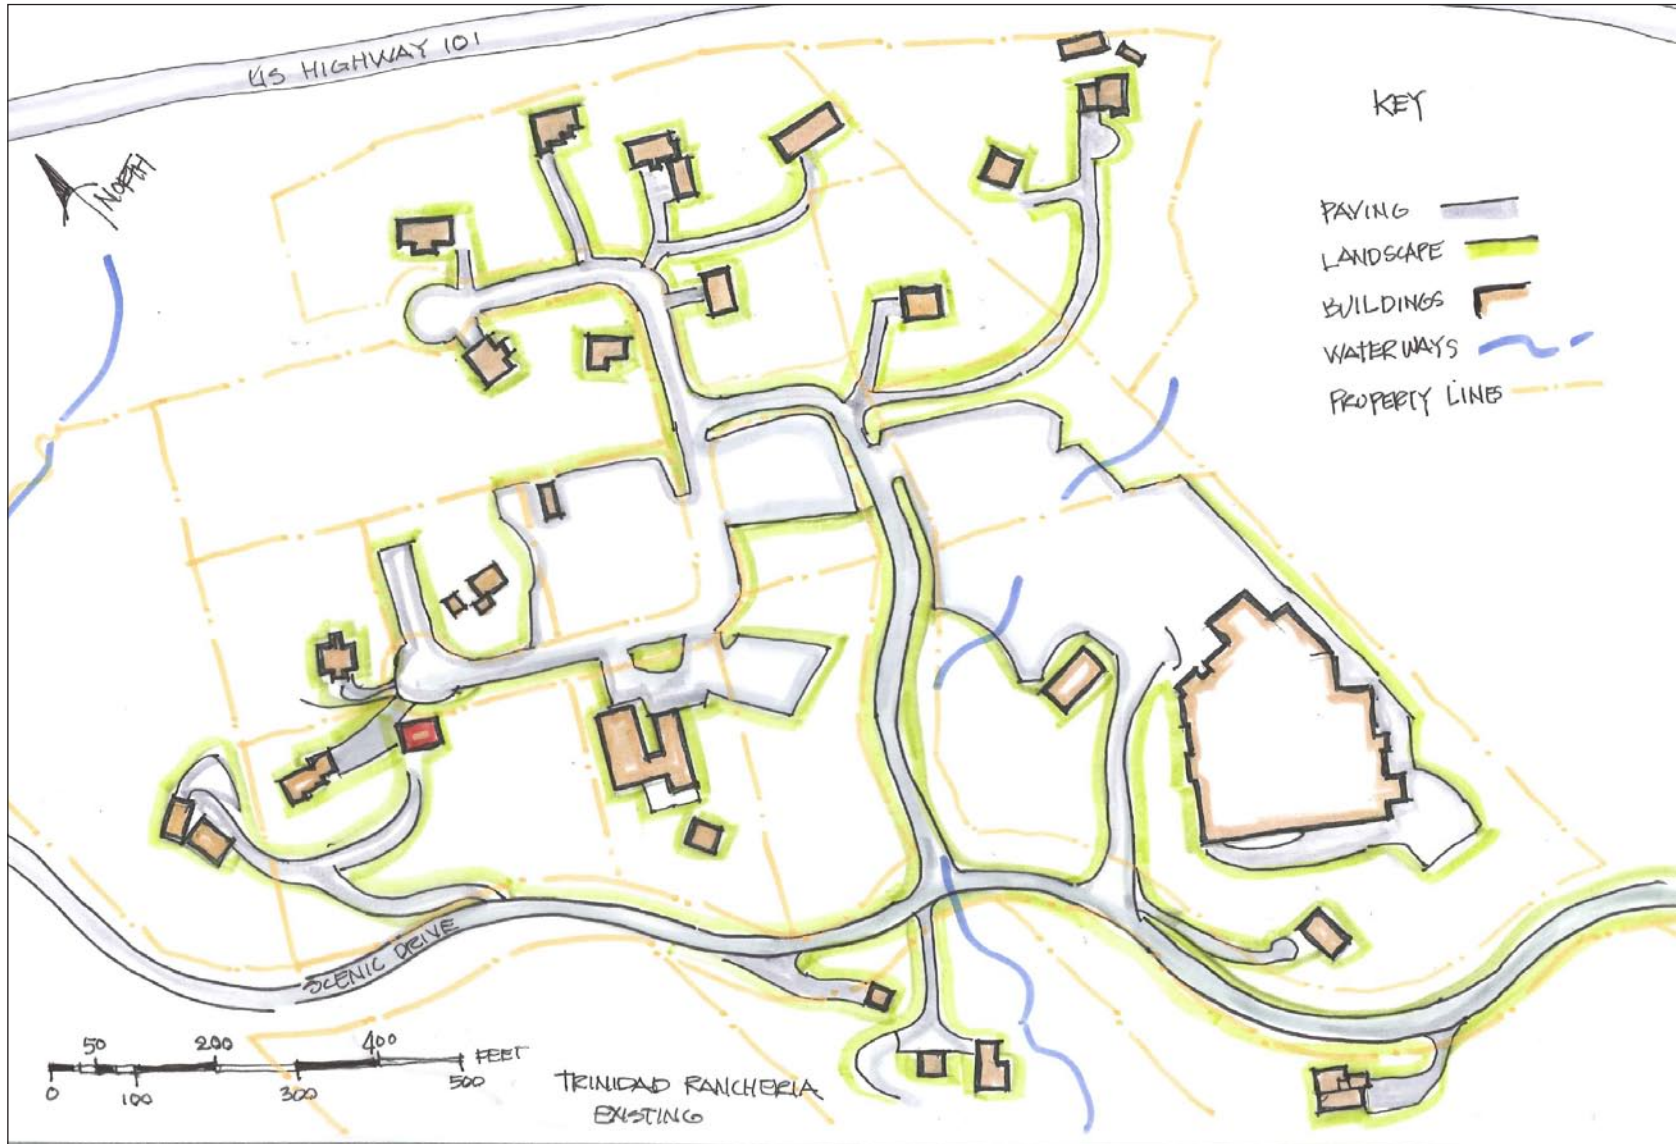 US HIGHWAY 101
NORTH
KEY
PAVING
LANDSCAPE
BUILDINGS
WATERWAYS
PROPERTY LINES
SCENIC DRIVE
50 200 400
FEET
0 100 300 500
TRINIDAD RANCHERIA
EXISTING